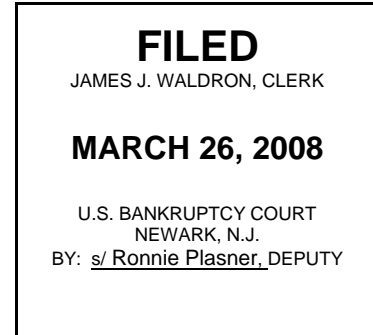 FILED
JAMES J. WALDRON, CLERK
MARCH 26, 2008
U.S. BANKRUPTCY COURT
NEWARK, N.J.
BY: s/ Ronnie Plasner, DEPUTY